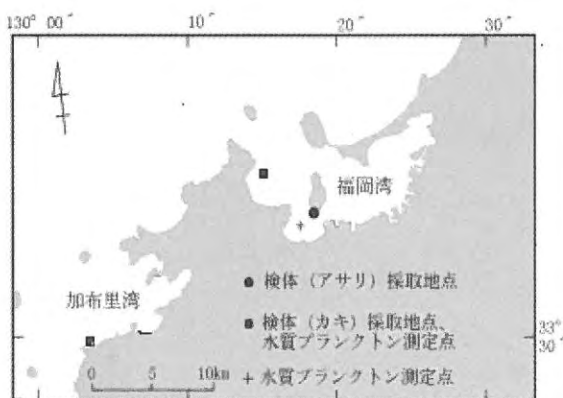 130° 00′ 10′ 20′ 30′
福岡湾
加布里湾
● 検体（アサリ）採取地点
■ 検体（カキ）採取地点、
水質プランクトン測定点
＋水質プランクトン測定点
33°
30′
0 5 10km